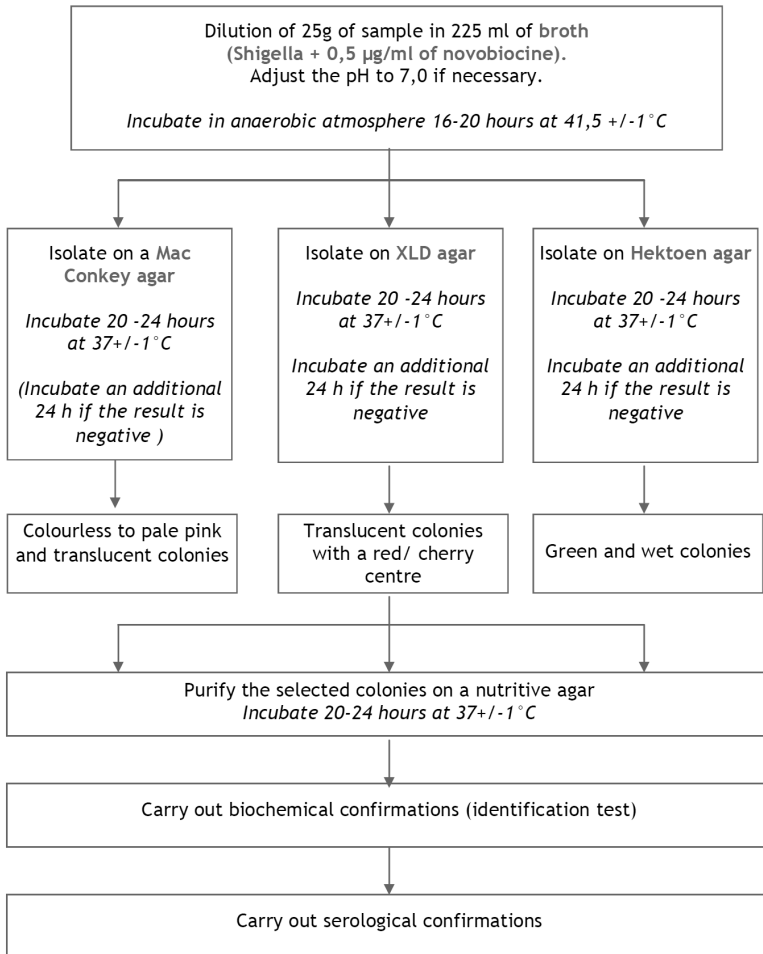 Dilution of 25g of sample in 225 ml of broth
(Shigella + 0,5 µg/ml of novobiocine).
Adjust the pH to 7,0 if necessary.
Incubate in anaerobic atmosphere 16-20 hours at 41,5 +/-1°C
Isolate on a Mac
Conkey agar
Incubate 20 -24 hours
at 37+/-1°C
(Incubate an additional
24 h if the result is
negative )
Isolate on XLD agar
Incubate 20 -24 hours
at 37+/-1°C
Incubate an additional
24 h if the result is
negative
Isolate on Hektoen agar
Incubate 20 -24 hours
at 37+/-1°C
Incubate an additional
24 h if the result is
negative
Colourless to pale pink
and translucent colonies
Translucent colonies
with a red/ cherry
centre
Green and wet colonies
Purify the selected colonies on a nutritive agar
Incubate 20-24 hours at 37+/-1°C
Carry out biochemical confirmations (identification test)
Carry out serological confirmations